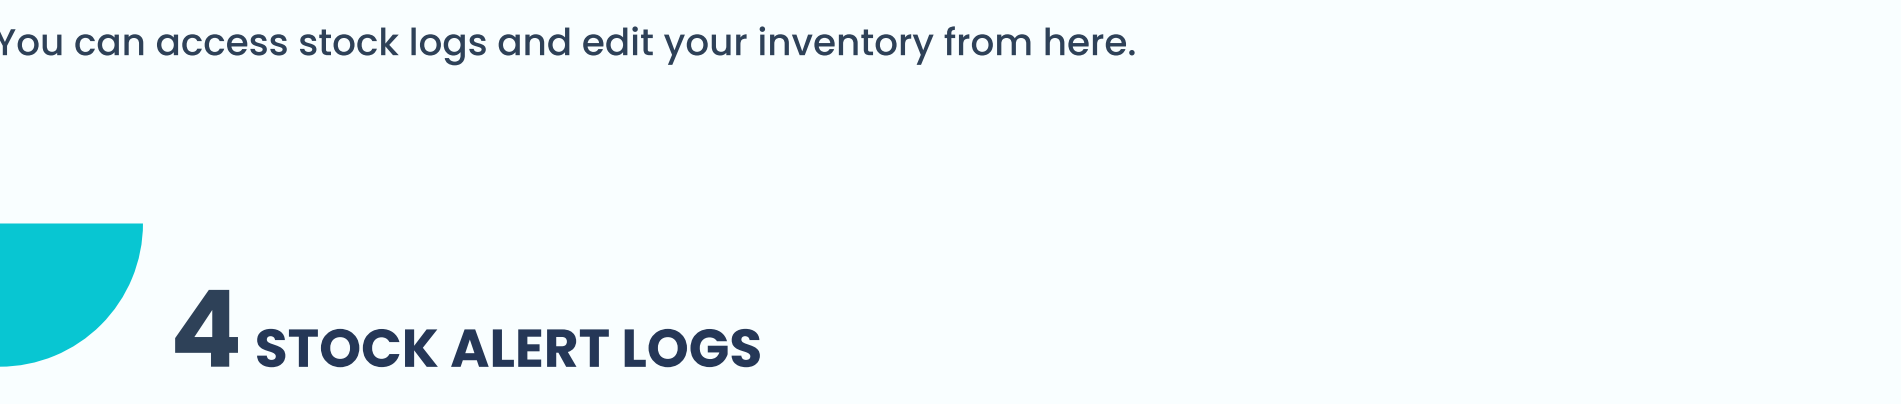 You can access stock logs and edit your inventory from here.
4 STOCK ALERT LOGS